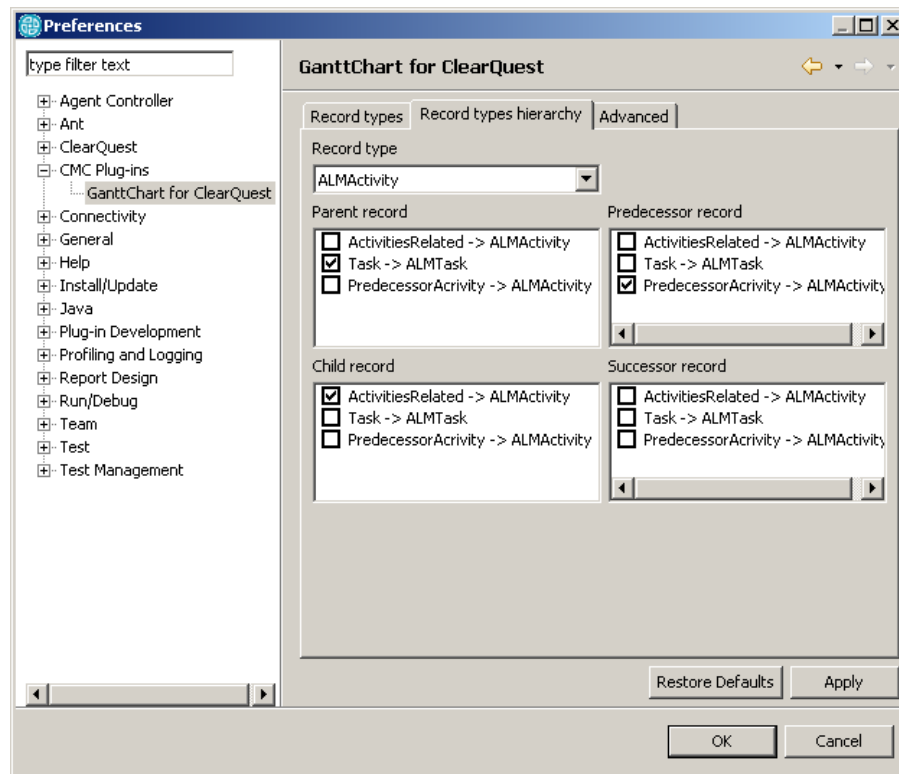 Preferences
type filter text
Agent Controller
Ant
ClearQuest
CMC Plug-ins
GanttChart for ClearQuest
Connectivity
General
Help
Install/Update
Java
Plug-in Development
Profiling and Logging
Report Design
Run/Debug
Team
Test
Test Management
GanttChart for ClearQuest
Record types
Record types hierarchy
Advanced
Record type
ALMActivity
Parent record
ActivitiesRelated -> ALMActivity
Task -> ALMTask
PredecessorAcrivity -> ALMActivity
Predecessor record
ActivitiesRelated -> ALMActivity
Task -> ALMTask
PredecessorAcrivity -> ALMActivity
Child record
ActivitiesRelated -> ALMActivity
Task -> ALMTask
PredecessorAcrivity -> ALMActivity
Successor record
ActivitiesRelated -> ALMActivity
Task -> ALMTask
PredecessorAcrivity -> ALMActivity
Restore Defaults
Apply
OK
Cancel